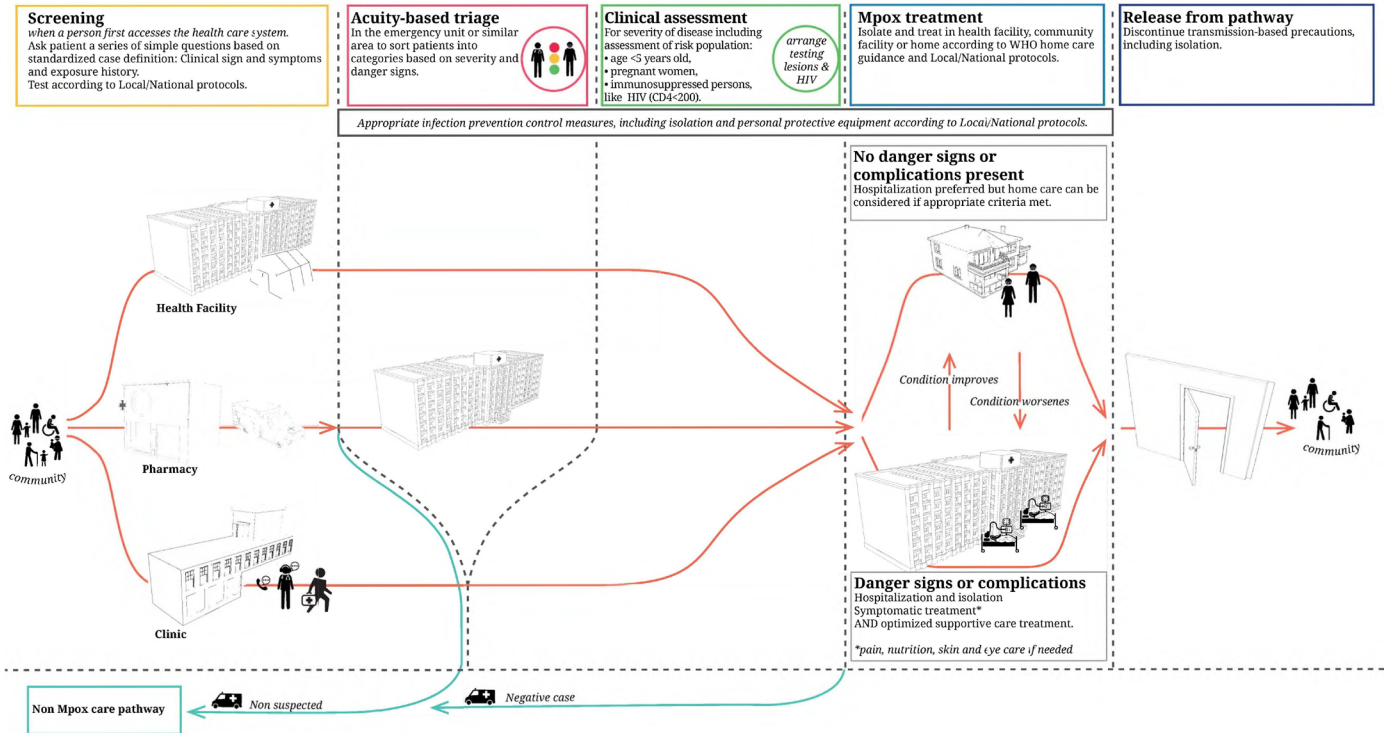 Screening
when a person first accesses the health care system.
Ask patient a series of simple questions based on
standardized case definition: Clinical sign and symptoms
and exposure history.
Test according to Local/National protocols.
Acuity-based triage
In the emergency unit or similar
area to sort patients into
categories based on severity and
danger signs.
Clinical assessment
For severity of disease including
assessment of risk population:
• age <5 years old,
• pregnant women,
• immunosuppressed persons,
like HIV (CD4<200).
arrange
testing
lesions &
HIV
Mpox treatment
Isolate and treat in health facility, community
facility or home according to WHO home care
guidance and Local/National protocols.
Release from pathway
Discontinue transmission-based precautions,
including isolation.
Appropriate infection prevention control measures, including isolation and personal protective equipment according to Local/National protocols.
No danger signs or
complications present
Hospitalization preferred but home care can be
considered if appropriate criteria met.
Health Facility
Condition improves
Condition worsenes
community
Pharmacy
community
Clinic
Danger signs or complications
Hospitalization and isolation
Symptomatic treatment*
AND optimized supportive care treatment.
*pain, nutrition, skin and eye care if needed
Non Mpox care pathway
Non suspected
Negative case